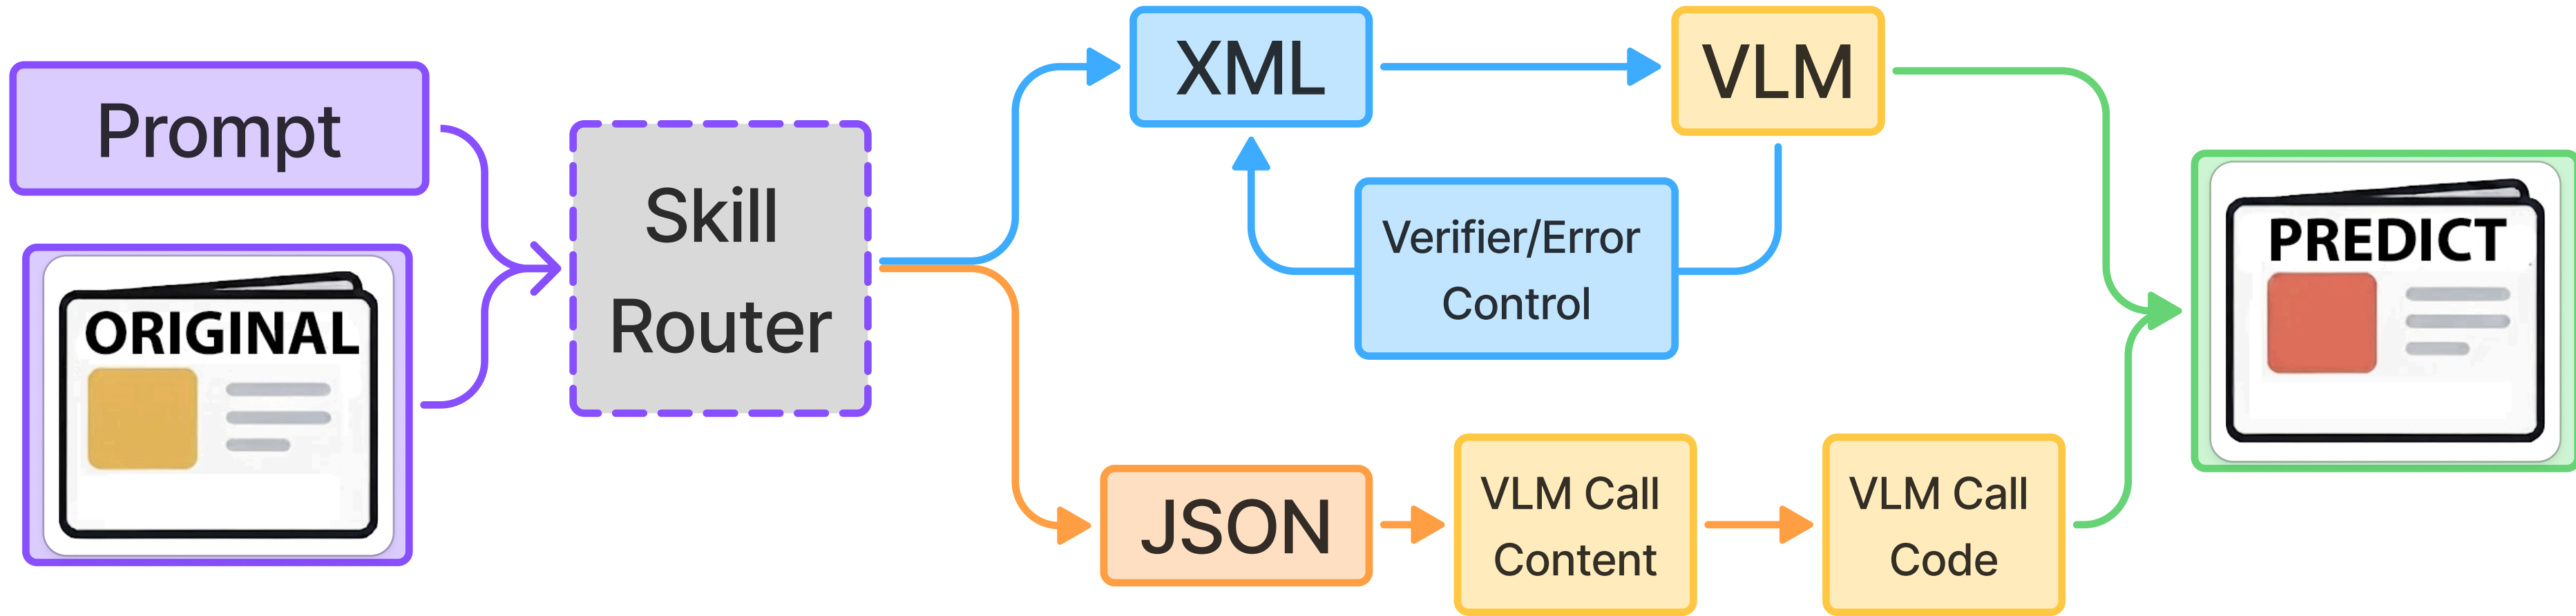 Prompt
ORIGINAL
Skill
Router
XML
VLM
Verifier/Error
Control
JSON
VLM Call
Content
VLM Call
Code
PREDICT